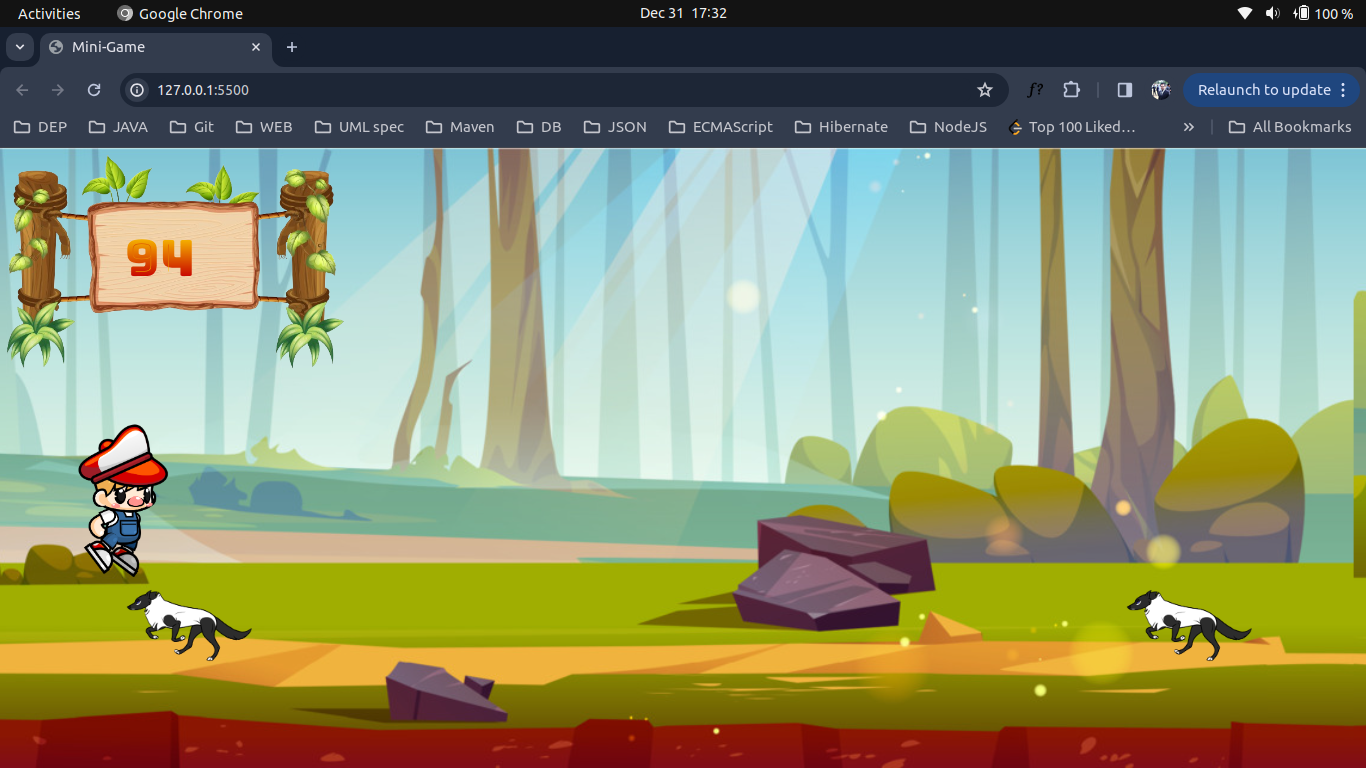 Activities Google Chrome Dec 31 17:32 100 %
Mini-Game
127.0.0.1:5500 f? Relaunch to update
DEP JAVA Git WEB UML spec Maven DB JSON ECMAScript Hibernate NodeJS Top 100 Liked… » All Bookmarks
94